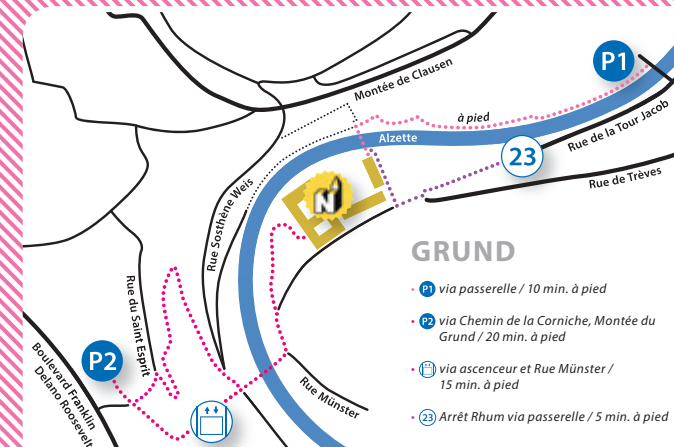 P1
Montée de Clausen
à pied
Alzette
23
Rue de la Tour Jacob
Rue de Trèves
N
Rue Sosthène Weis
GRUND
P1 via passerelle / 10 min. à pied
P2 via Chemin de la Corniche, Montée du
Grund / 20 min. à pied
via ascenceur et Rue Münster /
15 min. à pied
23 Arrêt Rhum via passerelle / 5 min. à pied
Rue du Saint Esprit
P2
Boulevard Franklin
Delano Roosevelt
Rue Münster